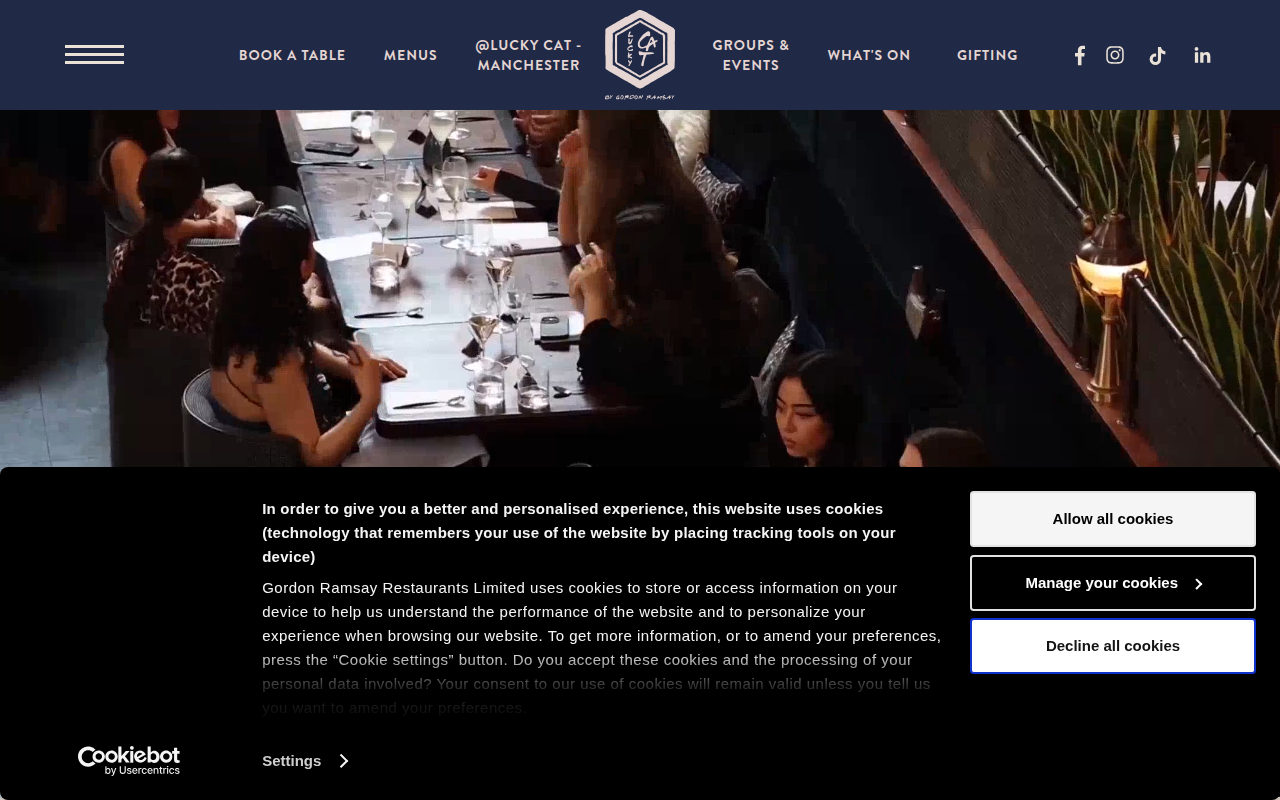 BOOK A TABLE
MENUS
@LUCKY CAT -
MANCHESTER
LUCKY
CAT
BY GORDON RAMSAY
GROUPS &
EVENTS
WHAT'S ON
GIFTING
In order to give you a better and personalised experience, this website uses cookies
(technology that remembers your use of the website by placing tracking tools on your
device)
Gordon Ramsay Restaurants Limited uses cookies to store or access information on your
device to help us understand the performance of the website and to personalize your
experience when browsing our website. To get more information, or to amend your preferences,
press the “Cookie settings” button. Do you accept these cookies and the processing of your
personal data involved? Your consent to our use of cookies will remain valid unless you tell us
you want to amend your preferences.
Allow all cookies
Manage your cookies
Decline all cookies
Cookiebot
by Usercentrics
Settings